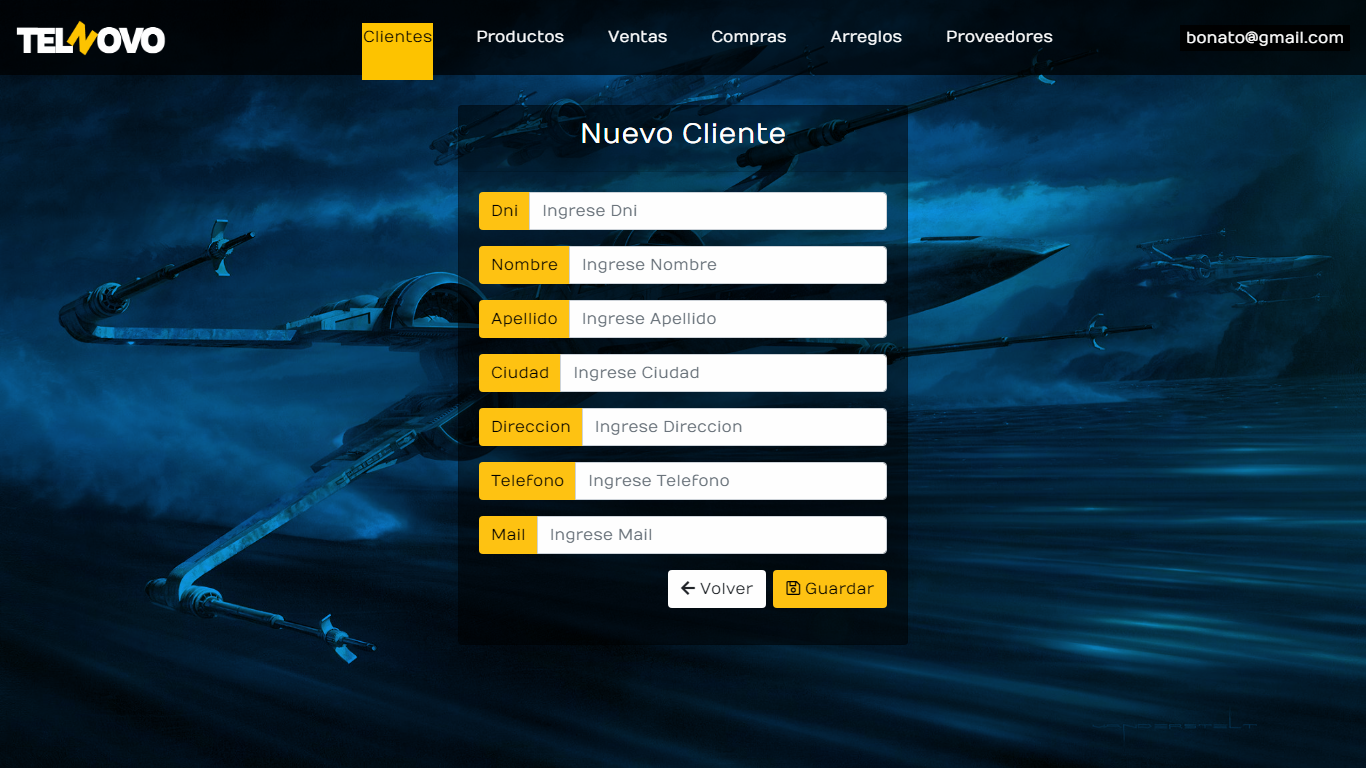 TELNOVO
Clientes Productos Ventas Compras Arreglos Proveedores bonato@gmail.com
Nuevo Cliente
Dni Ingrese Dni
Nombre Ingrese Nombre
Apellido Ingrese Apellido
Ciudad Ingrese Ciudad
Direccion Ingrese Direccion
Telefono Ingrese Telefono
Mail Ingrese Mail
Volver Guardar